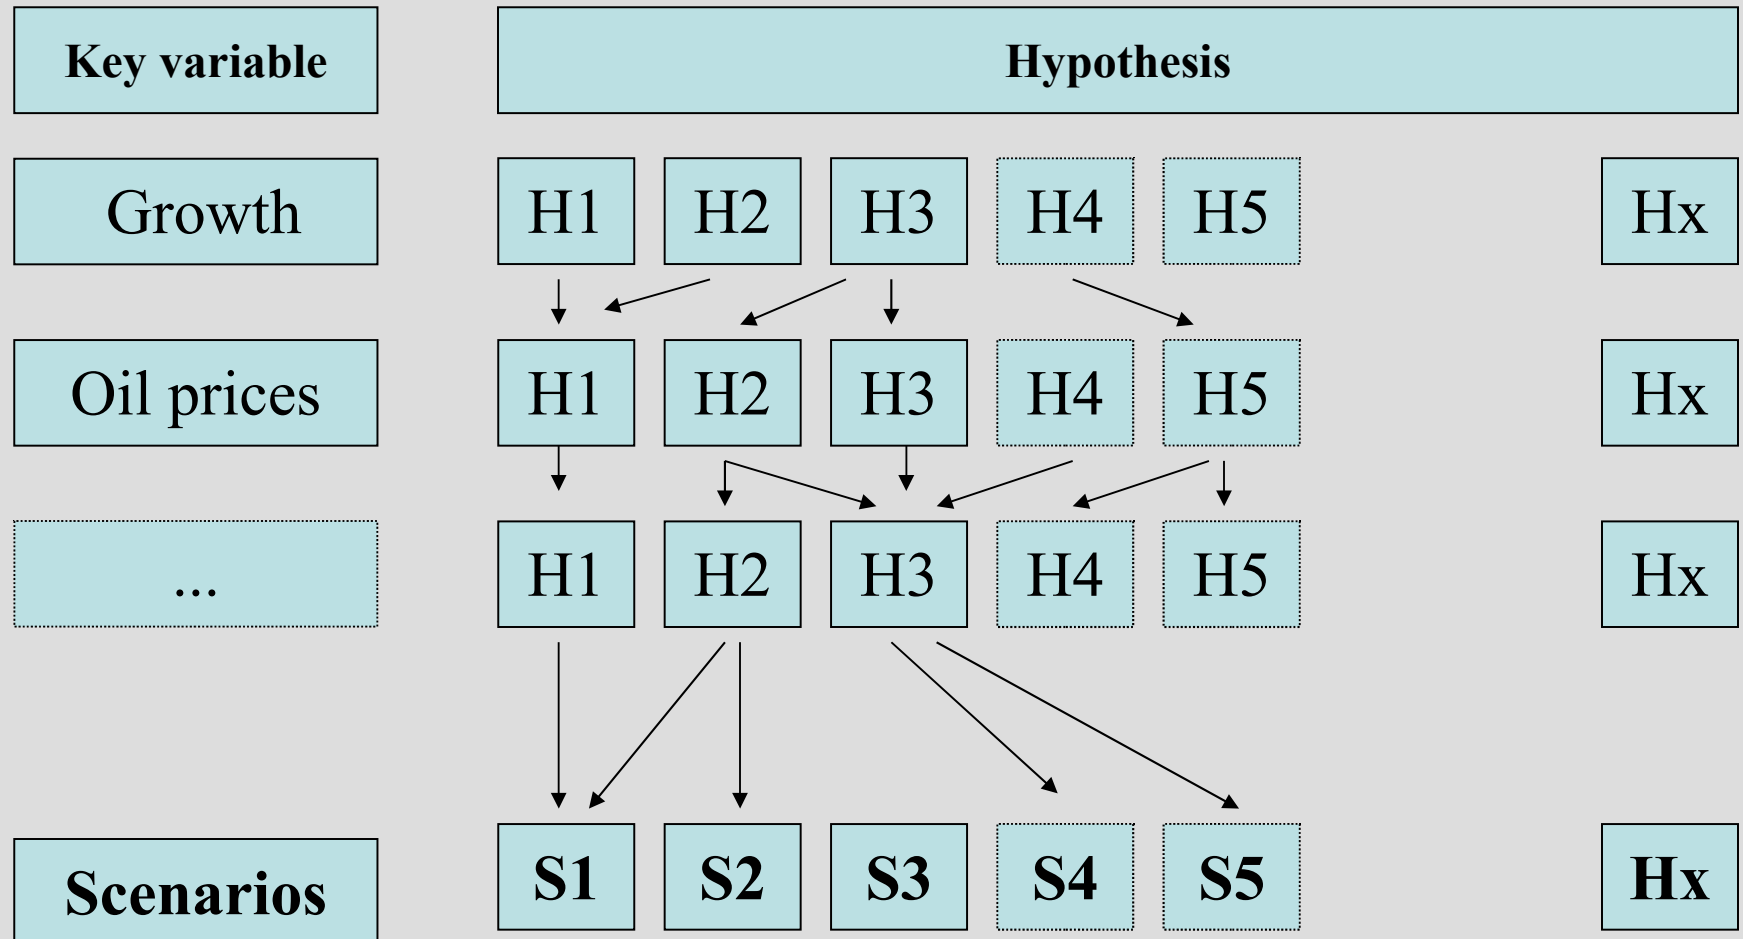 Key variable Hypothesis
Growth H1 H2 H3 H4 H5 Hx
Oil prices H1 H2 H3 H4 H5 Hx
... H1 H2 H3 H4 H5 Hx
Scenarios S1 S2 S3 S4 S5 Hx